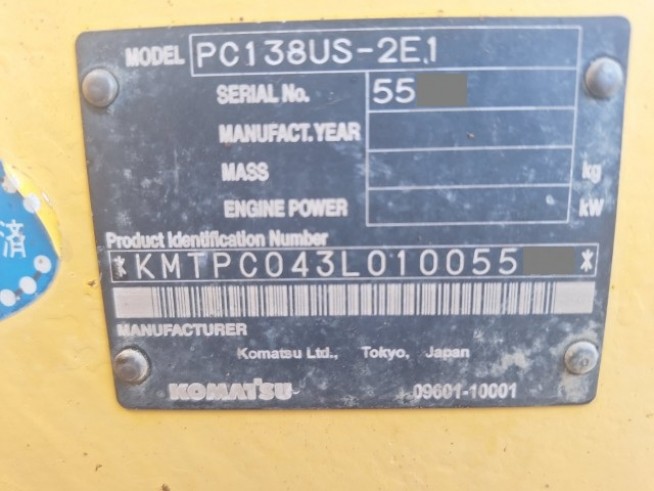 MODEL PC138US-2E1
SERIAL No. 55
MANUFACT.YEAR
MASS kg
ENGINE POWER kW
Product Identification Number
*KMTPC043L010055 *
MANUFACTURER
Komatsu Ltd., Tokyo, Japan
KOMATSU 09601-10001
済